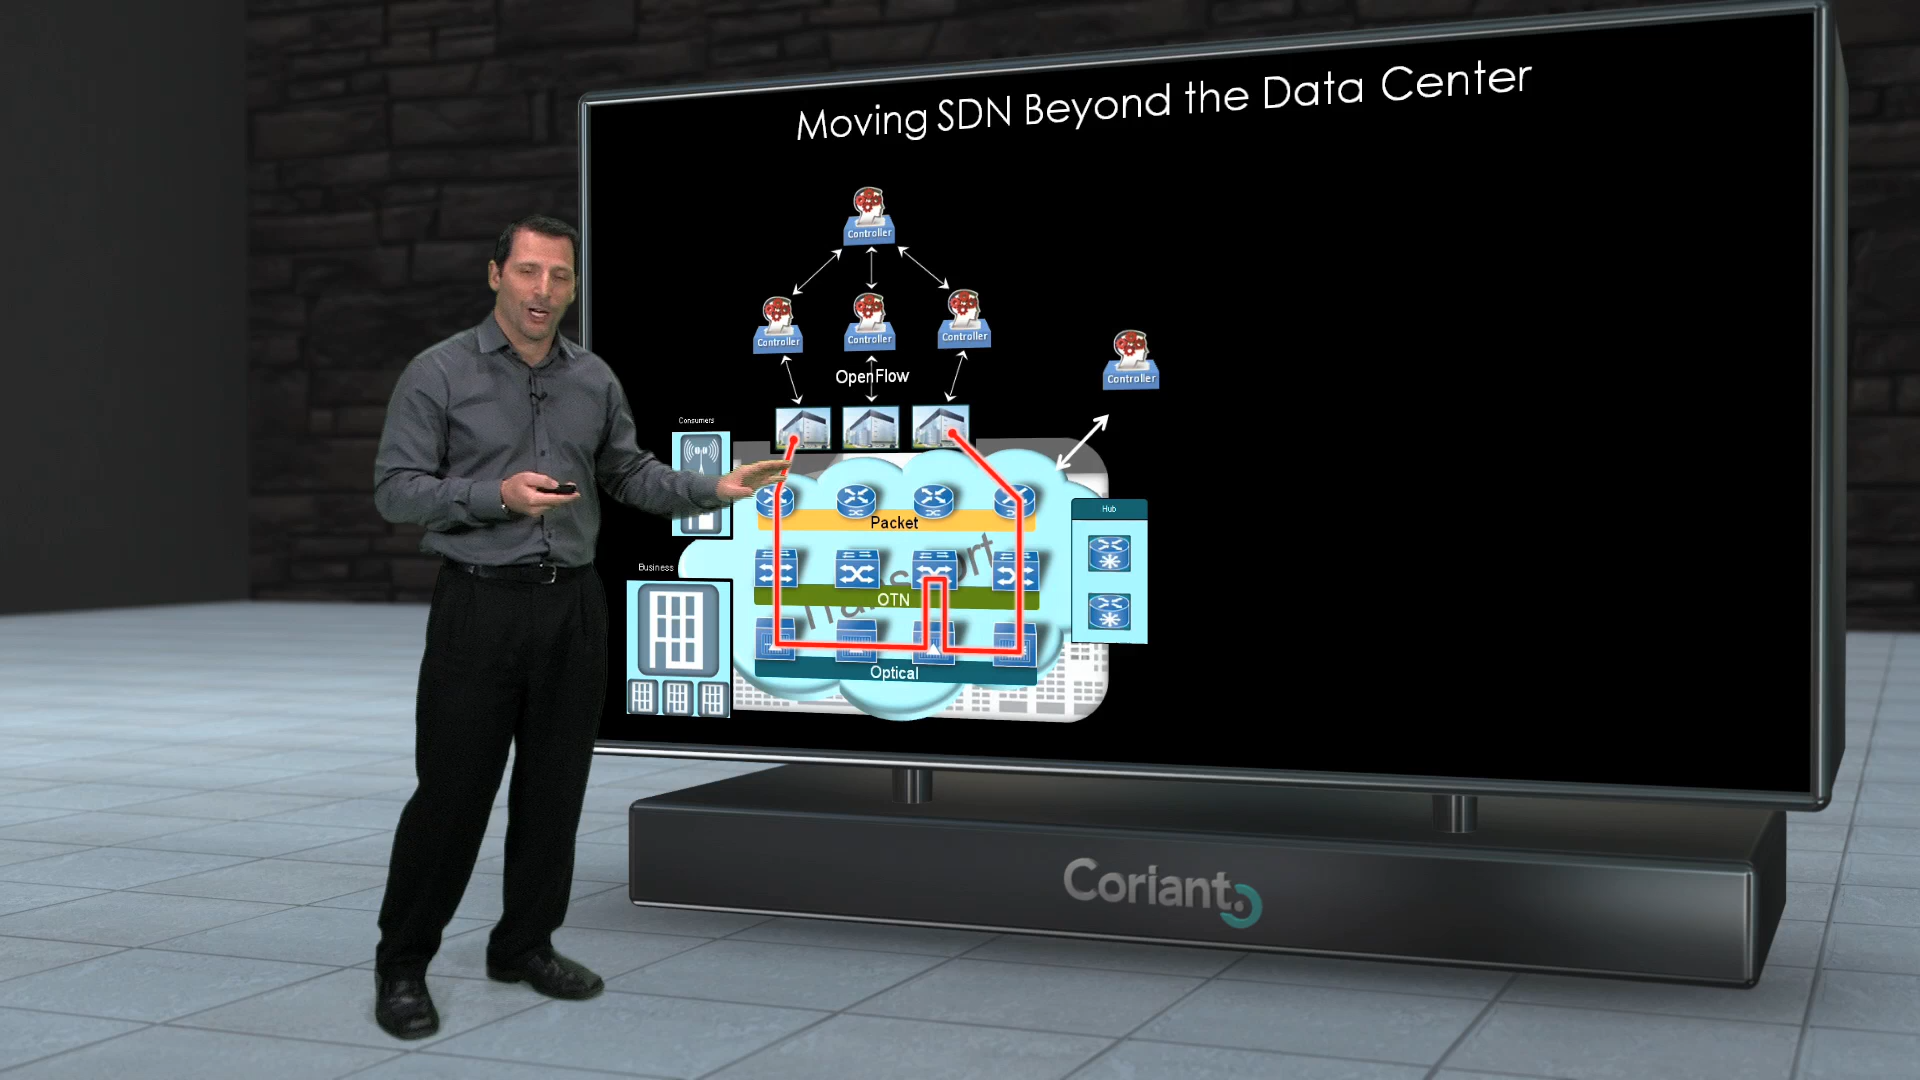 Moving SDN Beyond the Data Center
Controller
Controller
Controller
Controller
OpenFlow
Controller
Consumers
Packet
Hub
Business
Transport
OTN
Optical
Coriant